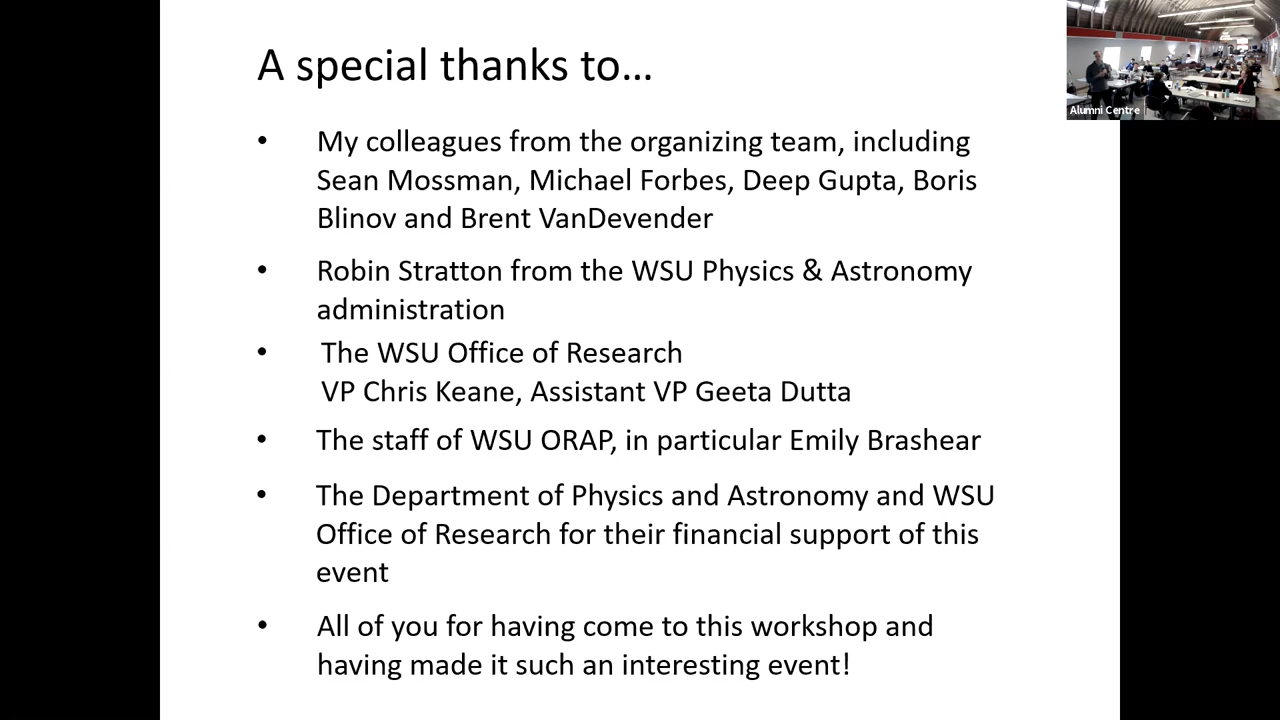 A special thanks to…
• My colleagues from the organizing team, including
Sean Mossman, Michael Forbes, Deep Gupta, Boris
Blinov and Brent VanDevender
• Robin Stratton from the WSU Physics & Astronomy
administration
• The WSU Office of Research
VP Chris Keane, Assistant VP Geeta Dutta
• The staff of WSU ORAP, in particular Emily Brashear
• The Department of Physics and Astronomy and WSU
Office of Research for their financial support of this
event
• All of you for having come to this workshop and
having made it such an interesting event!
Alumni Centre